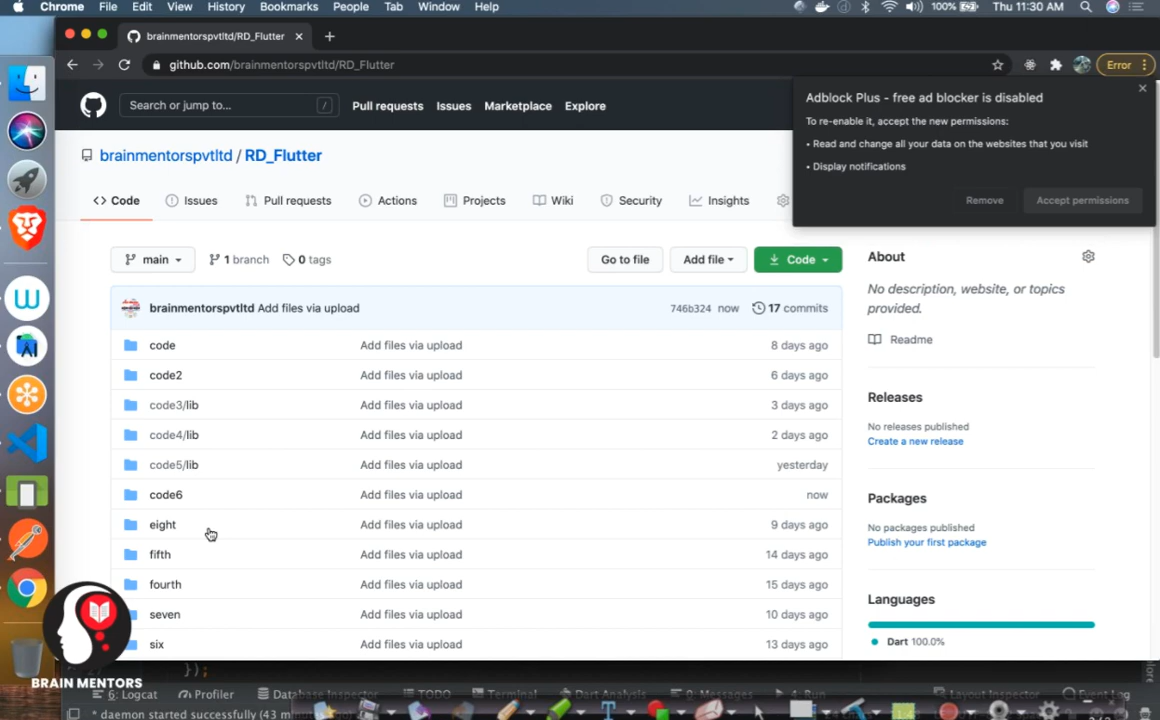 Chrome File Edit View History Bookmarks People Tab Window Help 100% Thu 11:30 AM
brainmentorspvtltd/RD_Flutter
github.com/brainmentorspvtltd/RD_Flutter Error
Adblock Plus - free ad blocker is disabled
To re-enable it, accept the new permissions:
• Read and change all your data on the websites that you visit
• Display notifications
Remove Accept permissions
Search or jump to... / Pull requests Issues Marketplace Explore
brainmentorspvtltd / RD_Flutter
<> Code Issues Pull requests Actions Projects Wiki Security Insights
main 1 branch 0 tags Go to file Add file Code
brainmentorspvtltd Add files via upload 746b324 now 17 commits
code Add files via upload 8 days ago
code2 Add files via upload 6 days ago
code3/lib Add files via upload 3 days ago
code4/lib Add files via upload 2 days ago
code5/lib Add files via upload yesterday
code6 Add files via upload now
eight Add files via upload 9 days ago
fifth Add files via upload 14 days ago
fourth Add files via upload 15 days ago
seven Add files via upload 10 days ago
six Add files via upload 13 days ago
About
No description, website, or topics
provided.
Readme
Releases
No releases published
Create a new release
Packages
No packages published
Publish your first package
Languages
Dart 100.0%
});
BRAIN MENTORS
6: Logcat Profiler Database Inspector TODO Terminal Dart Analysis 0: Messages 4: Run Layout Inspector Event Log
* daemon started successfully (43 minutes ago)